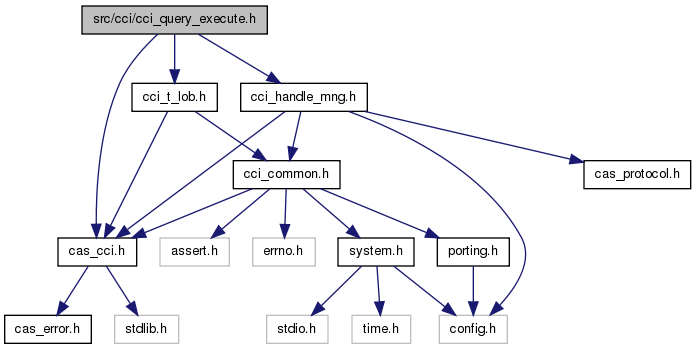 src/cci/cci_query_execute.h
cci_t_lob.h
cci_handle_mng.h
cci_common.h
cas_protocol.h
cas_cci.h
assert.h
errno.h
system.h
porting.h
cas_error.h
stdlib.h
stdio.h
time.h
config.h